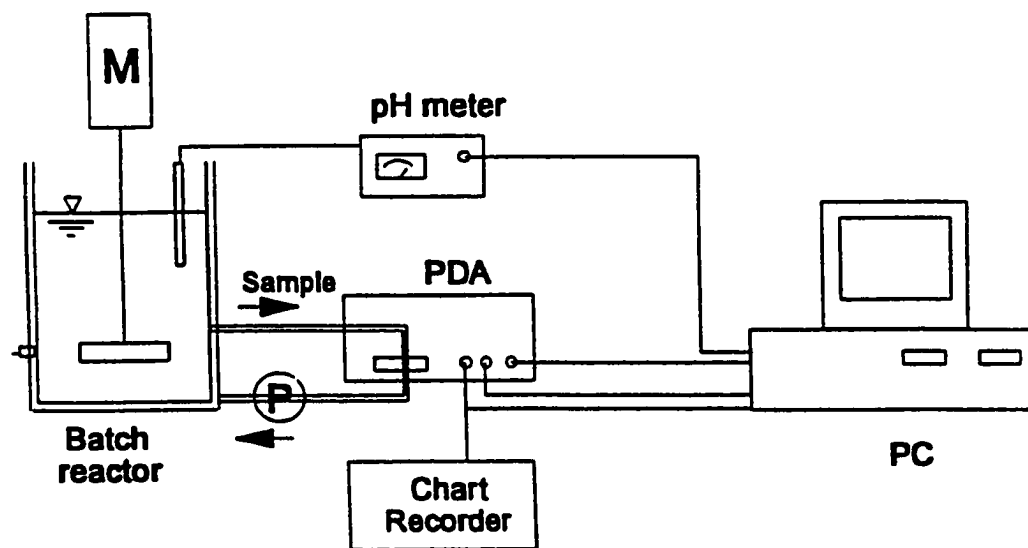 M
pH meter
Sample
PDA
P
Batch
reactor
Chart
Recorder
PC